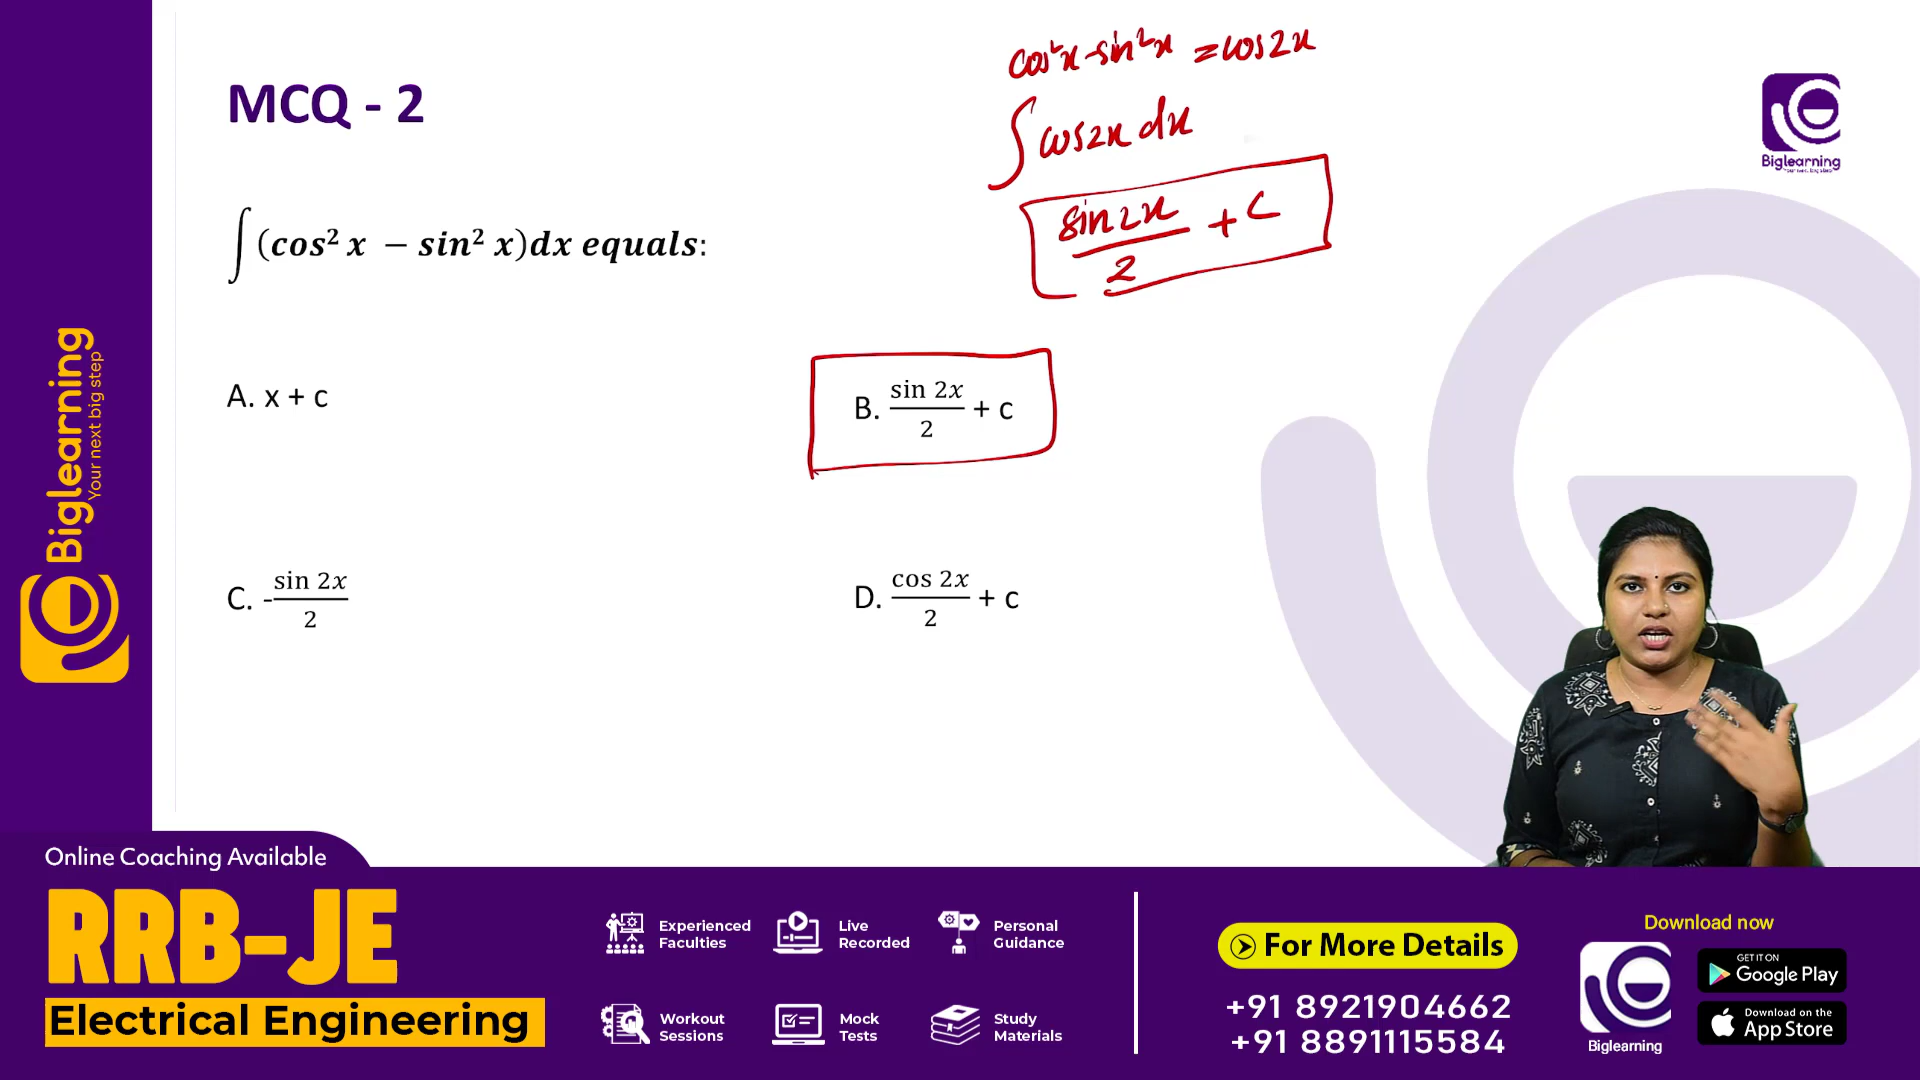 cos²x-sin²x = cos2x
MCQ - 2
∫cos2x dx
Biglearning
sin2x/2 + c
∫(cos² x − sin² x)dx equals:
A. x + c
B. sin 2x/2 + c
C. -sin 2x/2
D. cos 2x/2 + c
Biglearning
Your next big step
Online Coaching Available
RRB-JE
Electrical Engineering
Experienced
Faculties
Live
Recorded
Personal
Guidance
Workout
Sessions
Mock
Tests
Study
Materials
For More Details
+91 8921904662
+91 8891115584
Download now
Biglearning
GET IT ON
Google Play
Download on the
App Store